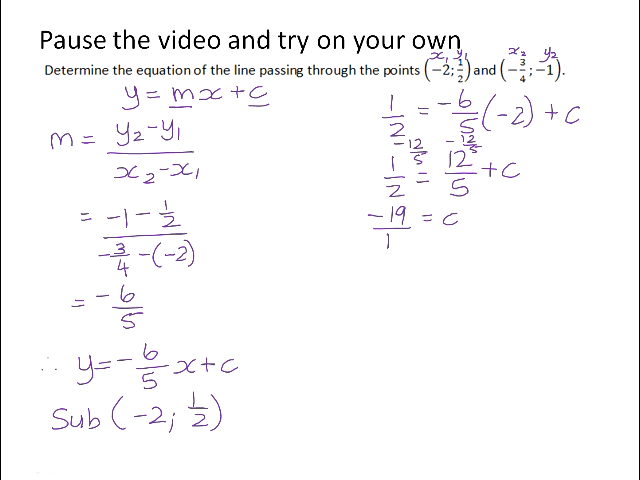 Pause the video and try on your own
x₁ y₁ x₂ y₂
Determine the equation of the line passing through the points (−2; 1/2) and (−3/4; −1).
y = mx + c
m = (y₂ − y₁)/(x₂ − x₁)
= (−1 − 1/2)/(−3/4 − (−2))
= −6/5
∴ y = −6/5 x + c
Sub (−2; 1/2)
1/2 = −6/5 (−2) + c
−12/5 −12/5
1/2 = 12/5 + c
−19/1 = c